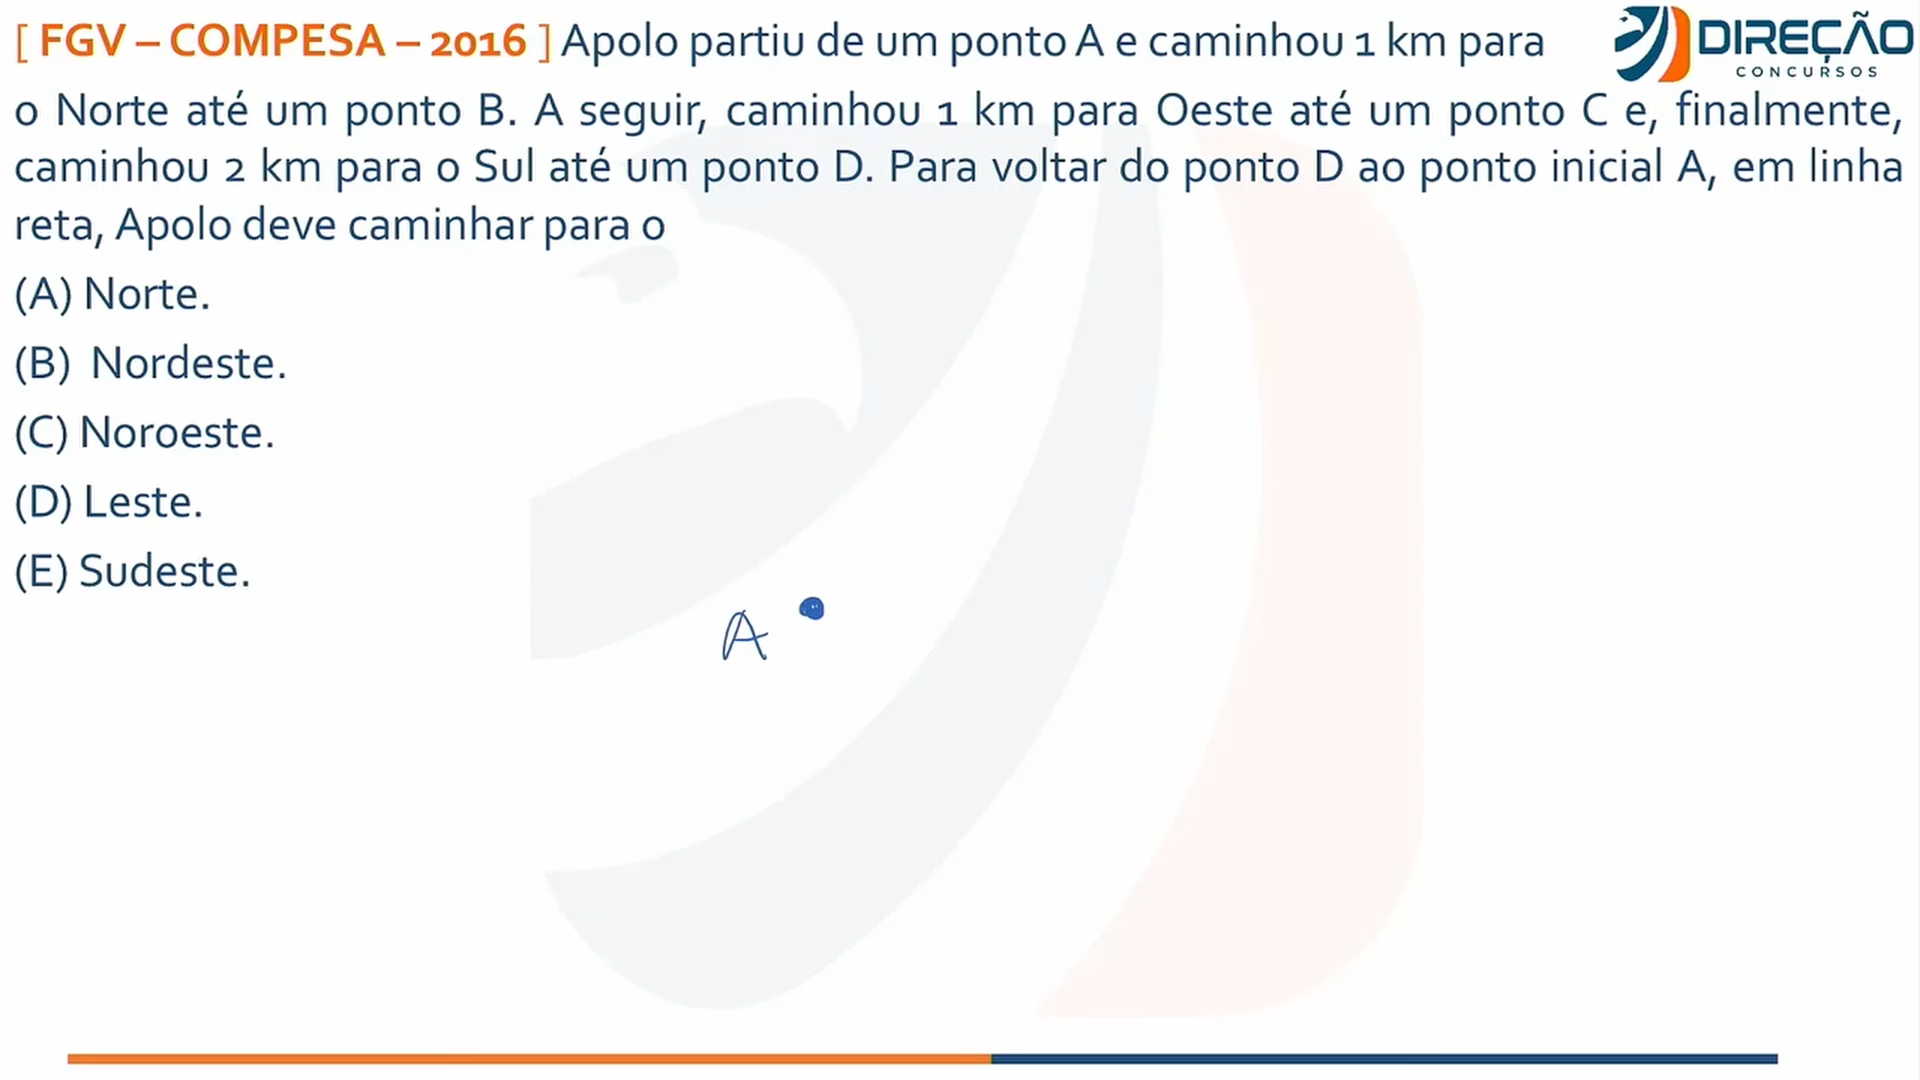 [ FGV – COMPESA – 2016 ] Apolo partiu de um ponto A e caminhou 1 km para
DIREÇÃO
CONCURSOS
o Norte até um ponto B. A seguir, caminhou 1 km para Oeste até um ponto C e, finalmente,
caminhou 2 km para o Sul até um ponto D. Para voltar do ponto D ao ponto inicial A, em linha
reta, Apolo deve caminhar para o
(A) Norte.
(B) Nordeste.
(C) Noroeste.
(D) Leste.
(E) Sudeste.
A